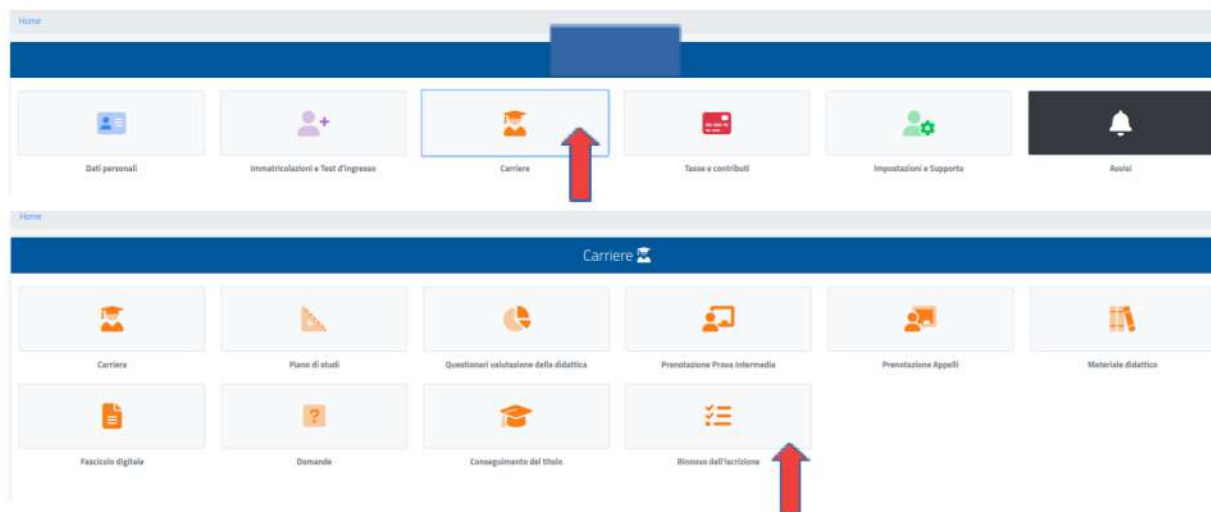 Home
Dati personali
Immatricolazioni e Test d'ingresso
Carriere
Tasse e contributi
Impostazioni e Supporto
Avvisi
Home
Carriere
Carriera
Piano di studi
Questionari valutazione della didattica
Prenotazione Prova Intermedia
Prenotazione Appelli
Materiale didattico
Fascicolo digitale
Domande
Conseguimento del titolo
Rinnovo dell'iscrizione